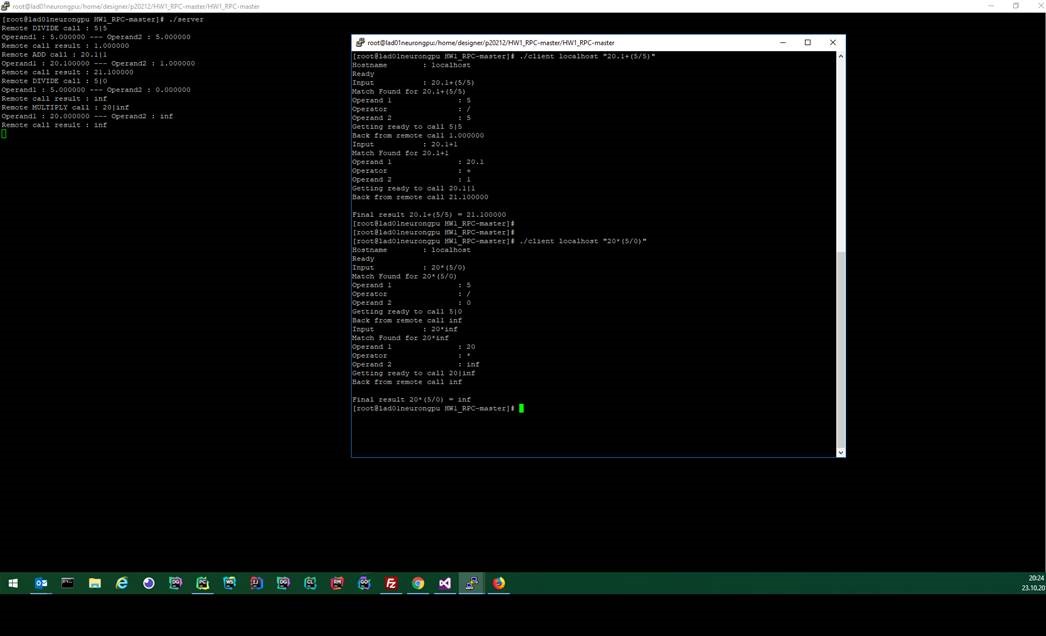 root@lad01neurongpu:/home/designer/p20212/HW1_RPC-master/HW1_RPC-master
[root@lad01neurongpu HW1_RPC-master]# ./server
Remote DIVIDE call : 5|5
Operand1 : 5.000000 --- Operand2 : 5.000000
Remote call result : 1.000000
Remote ADD call : 20.1|1
Operand1 : 20.100000 --- Operand2 : 1.000000
Remote call result : 21.100000
Remote DIVIDE call : 5|0
Operand1 : 5.000000 --- Operand2 : 0.000000
Remote call result : inf
Remote MULTIPLY call : 20|inf
Operand1 : 20.000000 --- Operand2 : inf
Remote call result : inf
root@lad01neurongpu:/home/designer/p20212/HW1_RPC-master/HW1_RPC-master
[root@lad01neurongpu HW1_RPC-master]# ./client localhost "20.1+(5/5)"
Hostname : localhost
Ready
Input : 20.1+(5/5)
Match Found for 20.1+(5/5)
Operand 1 : 5
Operator : /
Operand 2 : 5
Getting ready to call 5|5
Back from remote call 1.000000
Input : 20.1+1
Match Found for 20.1+1
Operand 1 : 20.1
Operator : +
Operand 2 : 1
Getting ready to call 20.1|1
Back from remote call 21.100000
Final result 20.1+(5/5) = 21.100000
[root@lad01neurongpu HW1_RPC-master]#
[root@lad01neurongpu HW1_RPC-master]#
[root@lad01neurongpu HW1_RPC-master]# ./client localhost "20*(5/0)"
Hostname : localhost
Ready
Input : 20*(5/0)
Match Found for 20*(5/0)
Operand 1 : 5
Operator : /
Operand 2 : 0
Getting ready to call 5|0
Back from remote call inf
Input : 20*inf
Match Found for 20*inf
Operand 1 : 20
Operator : *
Operand 2 : inf
Getting ready to call 20|inf
Back from remote call inf
Final result 20*(5/0) = inf
[root@lad01neurongpu HW1_RPC-master]#
20:24
23.10.20